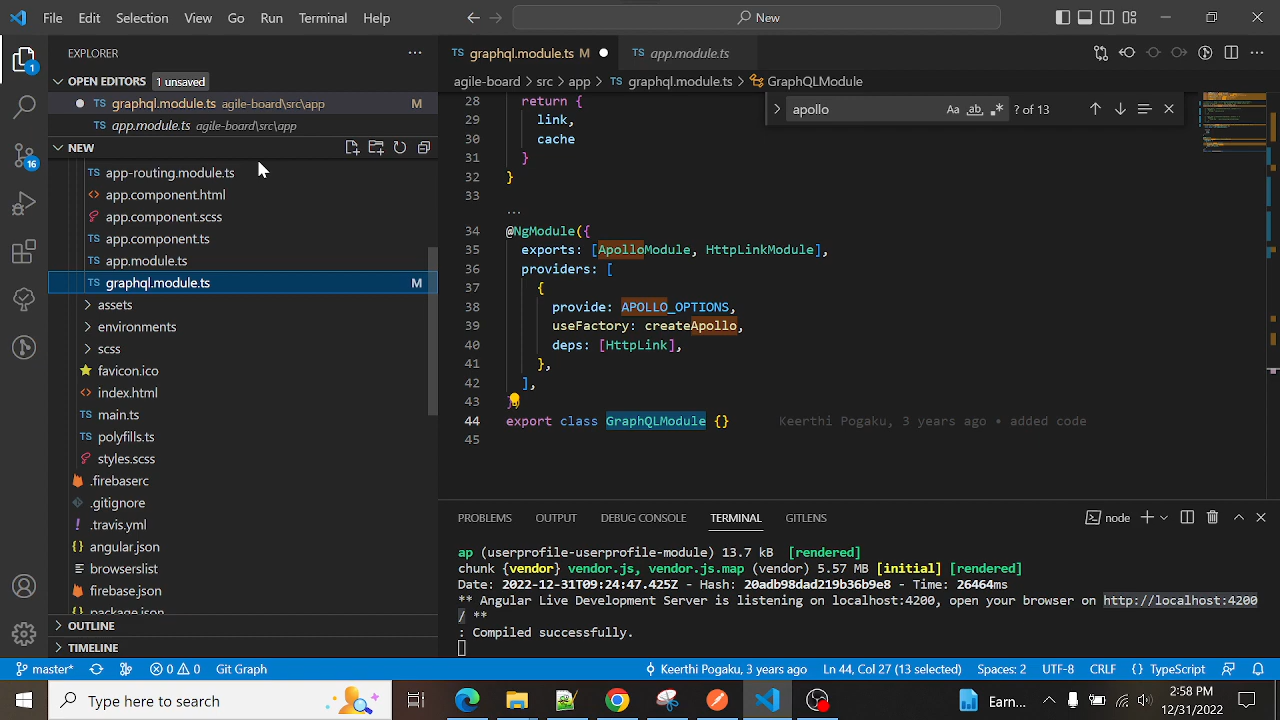 File Edit Selection View Go Run Terminal Help
New
EXPLORER
OPEN EDITORS 1 unsaved
graphql.module.ts agile-board\src\app M
app.module.ts agile-board\src\app
NEW
app-routing.module.ts
app.component.html
app.component.scss
app.component.ts
app.module.ts
graphql.module.ts M
assets
environments
scss
favicon.ico
index.html
main.ts
polyfills.ts
styles.scss
.firebaserc
.gitignore
.travis.yml
angular.json
browserslist
firebase.json
package.json
OUTLINE
TIMELINE
1
16
TS graphql.module.ts M
TS app.module.ts
agile-board > src > app > TS graphql.module.ts > GraphQLModule
apollo Aa ab .* ? of 13
28 return {
29 link,
30 cache
31 }
32 }
33
...
34 @NgModule({
35 exports: [ApolloModule, HttpLinkModule],
36 providers: [
37 {
38 provide: APOLLO_OPTIONS,
39 useFactory: createApollo,
40 deps: [HttpLink],
41 },
42 ],
43
44 export class GraphQLModule {} Keerthi Pogaku, 3 years ago • added code
45
PROBLEMS OUTPUT DEBUG CONSOLE TERMINAL GITLENS
node
ap (userprofile-userprofile-module) 13.7 kB [rendered]
chunk {vendor} vendor.js, vendor.js.map (vendor) 5.57 MB [initial] [rendered]
Date: 2022-12-31T09:24:47.425Z - Hash: 20adb98dad219b36b9e8 - Time: 26464ms
** Angular Live Development Server is listening on localhost:4200, open your browser on http://localhost:4200
/ **
: Compiled successfully.
master* 0 0 Git Graph Keerthi Pogaku, 3 years ago Ln 44, Col 27 (13 selected) Spaces: 2 UTF-8 CRLF {} TypeScript
Type here to search
Earn...
2:58 PM
12/31/2022